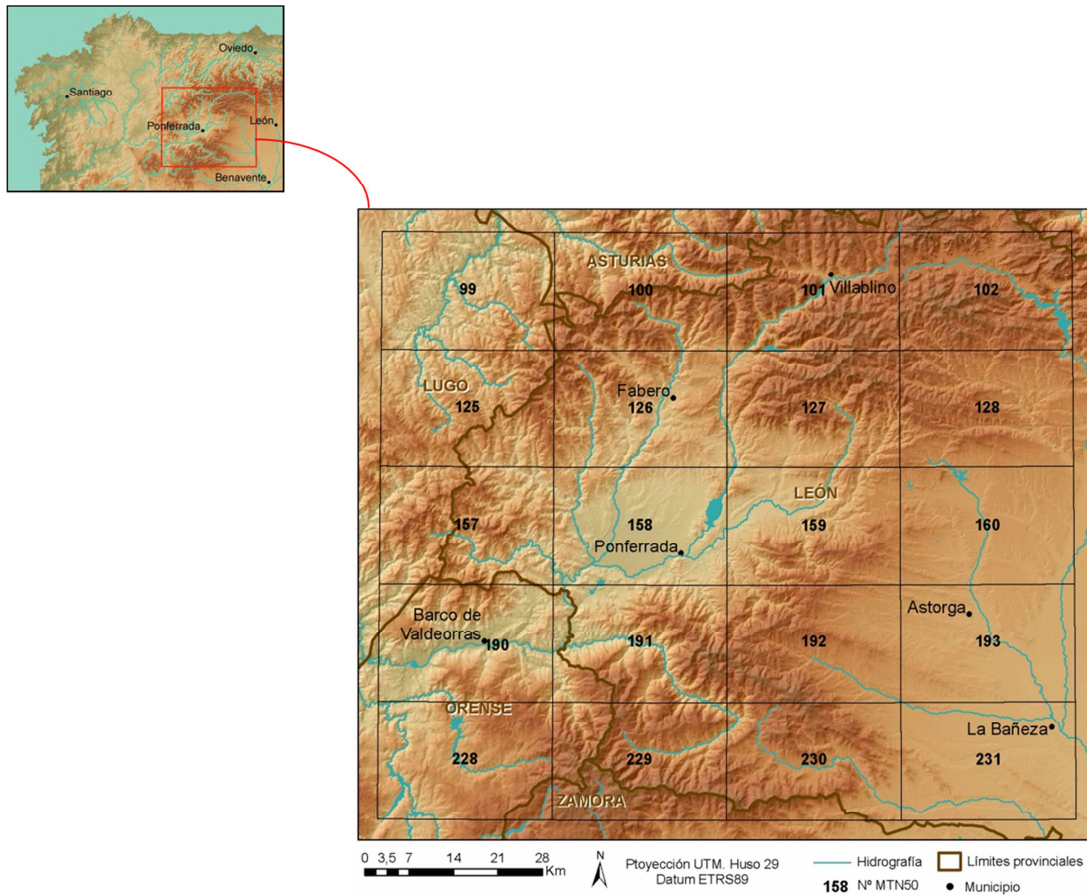 Oviedo
Santiago
León
Ponferrada
Benavente
ASTURIAS
99
100
101
Villablino
102
LUGO
125
Fabero
126
127
128
LEÓN
157
158
159
160
Ponferrada
Barco de
Valdeorras
190
191
192
Astorga
193
ORENSE
La Bañeza
228
229
230
231
ZAMORA
0 3,5 7 14 21 28
Km
N
Ptoyección UTM. Huso 29
Datum ETRS89
Hidrografía
Límites provinciales
158 Nº MTN50
Municipio